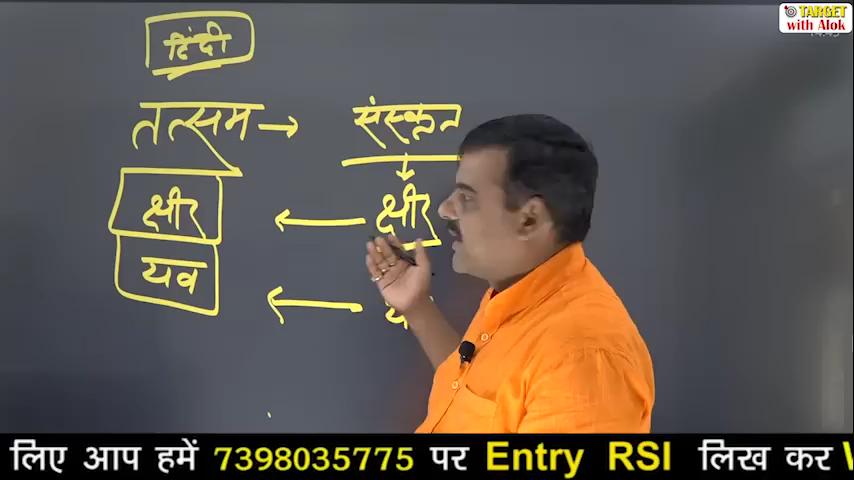 TARGET
with Alok
हिंदी
तत्सम → संस्कृत
क्षीर ← क्षीर
यव ←
लिए आप हमें 7398035775 पर Entry RSI लिख कर W